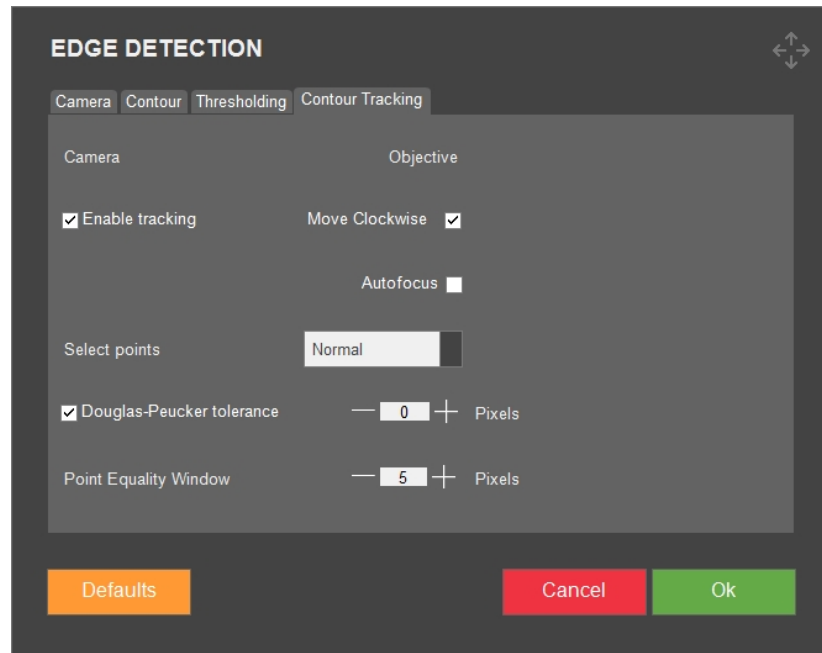 EDGE DETECTION
Camera Contour Thresholding Contour Tracking
Camera Objective
Enable tracking Move Clockwise
Autofocus
Select points Normal
Douglas-Peucker tolerance 0 Pixels
Point Equality Window 5 Pixels
Defaults Cancel Ok